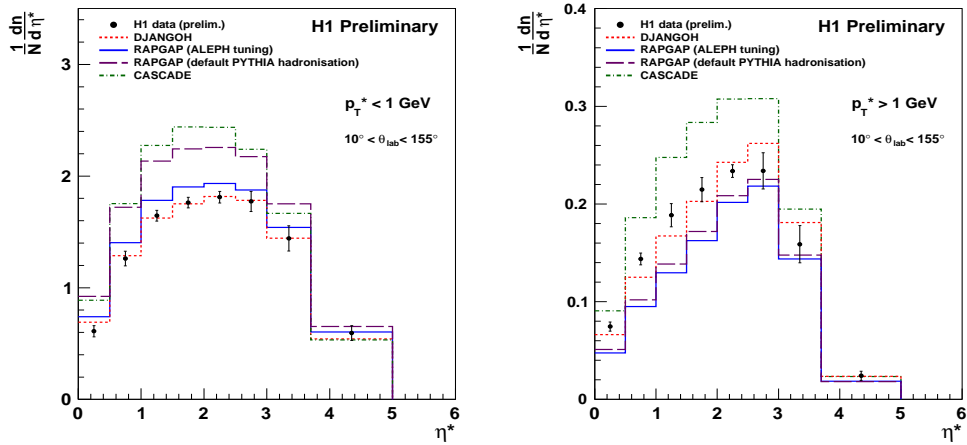 1 dn
N d η*
H1 Preliminary
H1 data (prelim.)
DJANGOH
RAPGAP (ALEPH tuning)
RAPGAP (default PYTHIA hadronisation)
CASCADE
p_T* < 1 GeV
10° < θ_lab < 155°
3
2
1
0
0 1 2 3 4 5 6
η*
1 dn
N d η*
0.4
H1 Preliminary
H1 data (prelim.)
DJANGOH
RAPGAP (ALEPH tuning)
RAPGAP (default PYTHIA hadronisation)
CASCADE
p_T* > 1 GeV
10° < θ_lab < 155°
0.3
0.2
0.1
0
0 1 2 3 4 5 6
η*